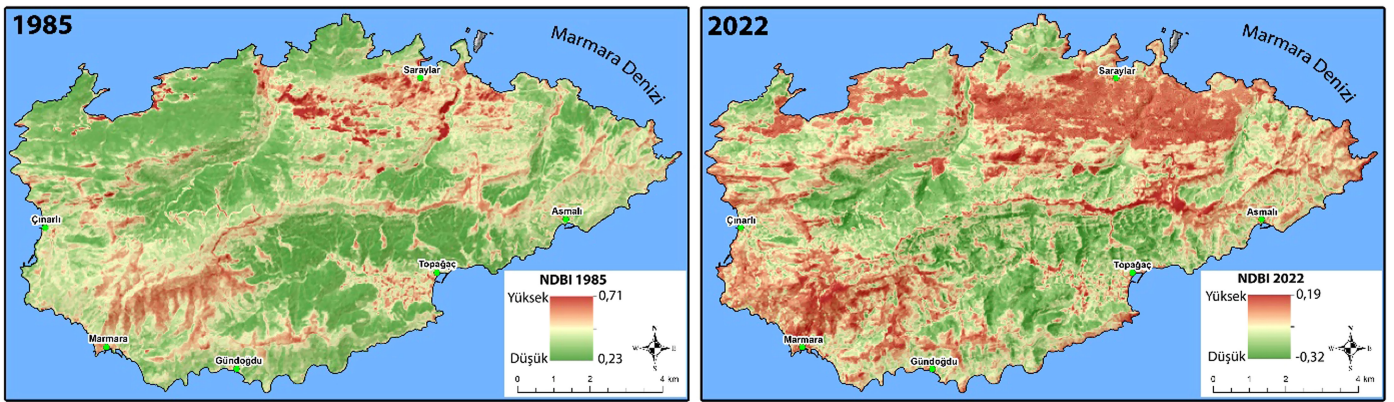 1985
Marmara Denizi
Saraylar
Çınarlı
Asmalı
Topağaç
Marmara
Gündoğdu
NDBI 1985
Yüksek 0,71
Düşük 0,23
N
W E
S
0 1 2 4 km
2022
Marmara Denizi
Saraylar
Çınarlı
Asmalı
Topağaç
Marmara
Gündoğdu
NDBI 2022
Yüksek 0,19
Düşük -0,32
N
W E
S
0 1 2 4 km